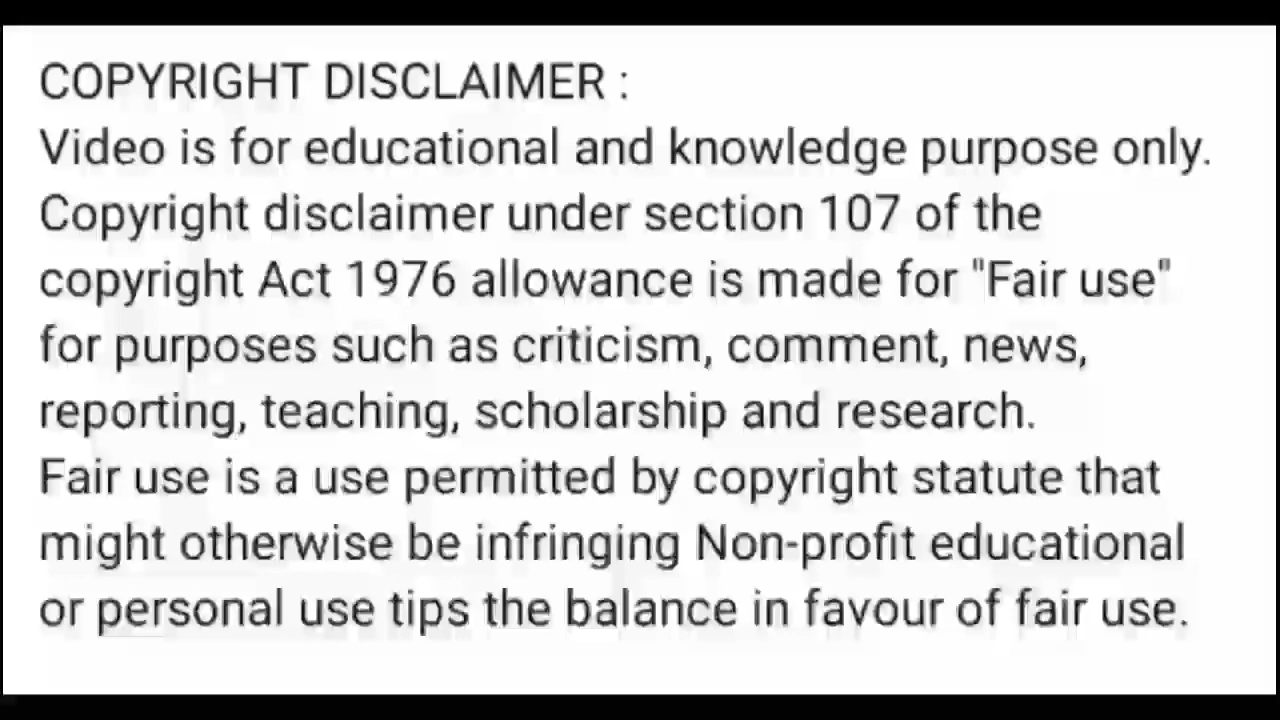 COPYRIGHT DISCLAIMER :
Video is for educational and knowledge purpose only.
Copyright disclaimer under section 107 of the
copyright Act 1976 allowance is made for "Fair use"
for purposes such as criticism, comment, news,
reporting, teaching, scholarship and research.
Fair use is a use permitted by copyright statute that
might otherwise be infringing Non-profit educational
or personal use tips the balance in favour of fair use.